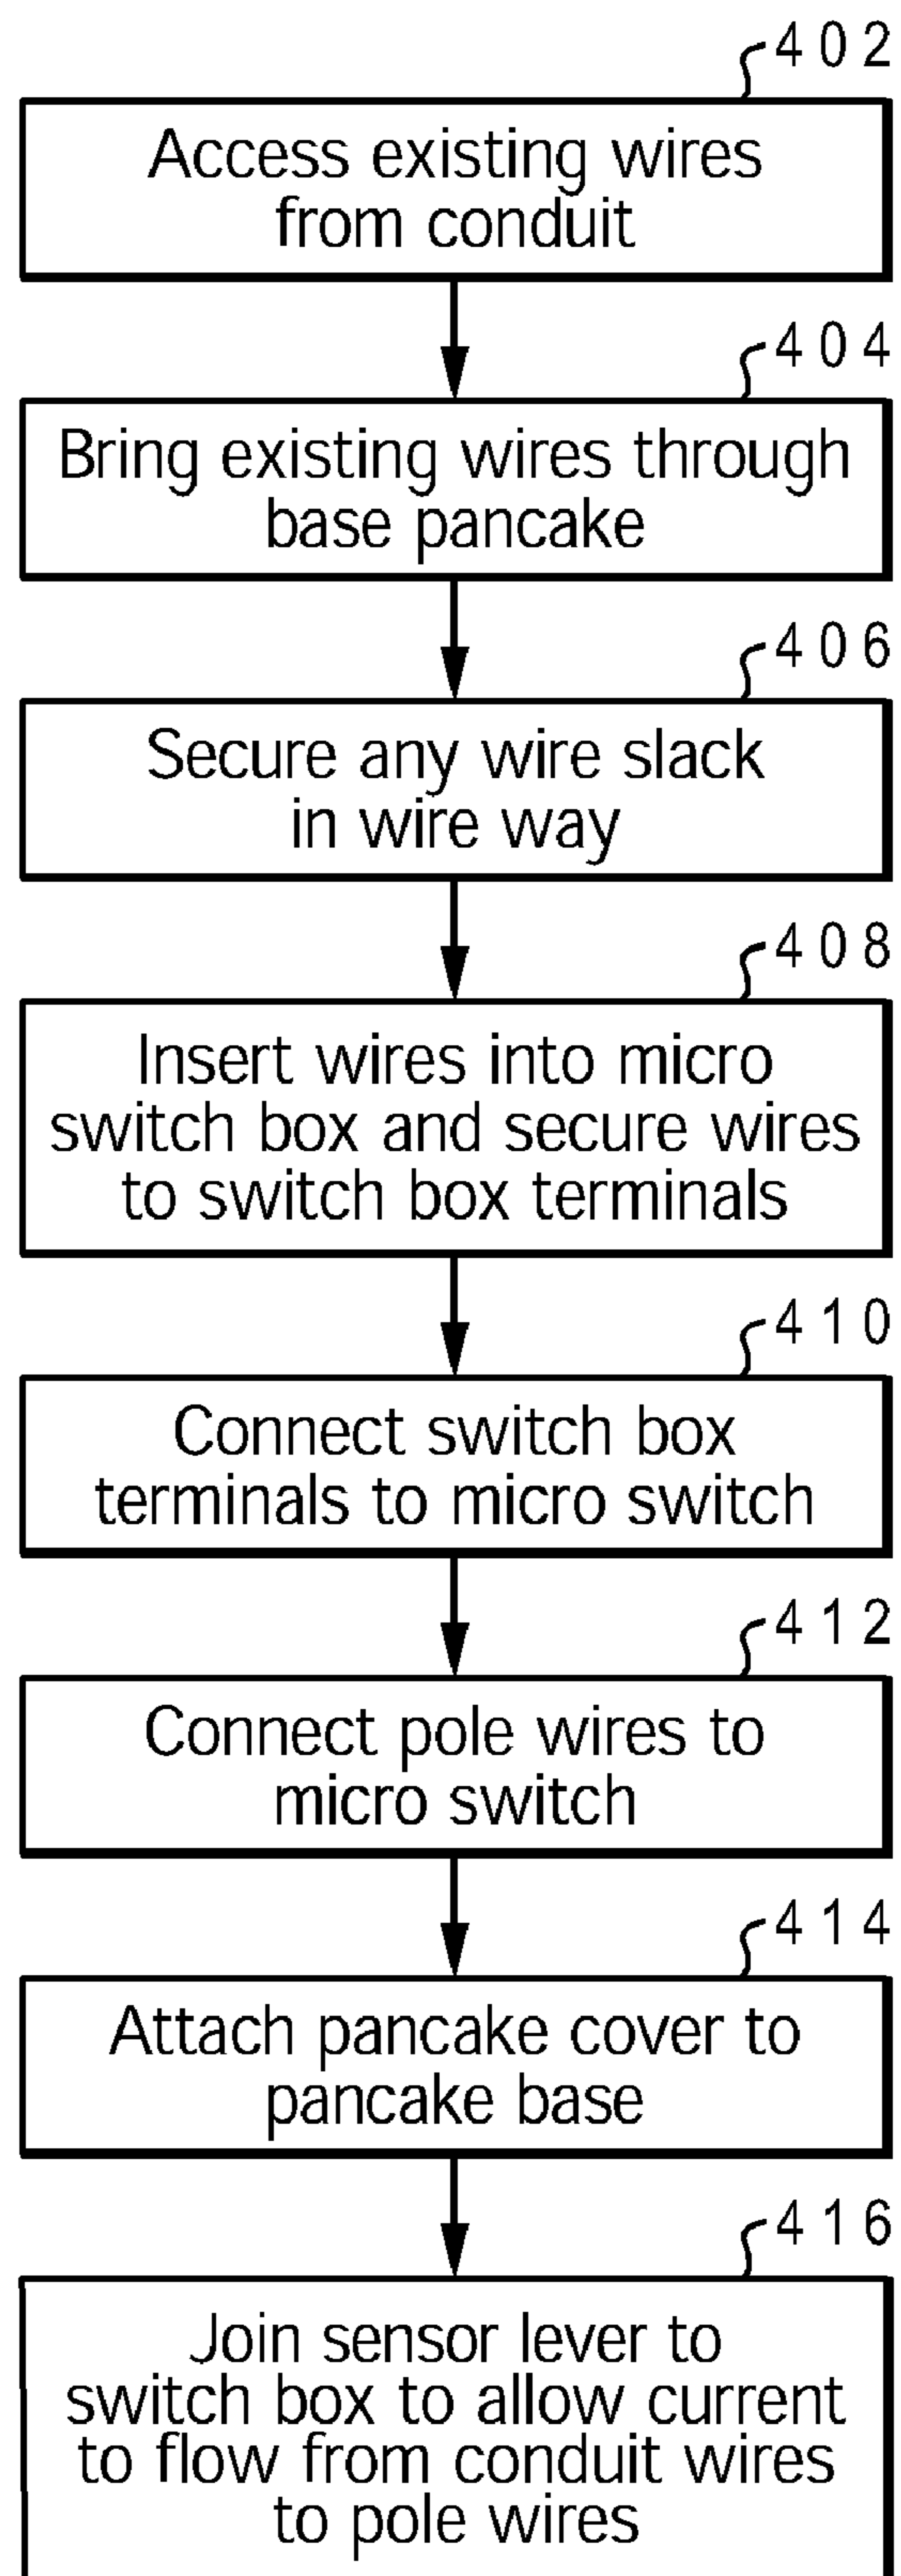 402
Access existing wires
from conduit
404
Bring existing wires through
base pancake
406
Secure any wire slack
in wire way
408
Insert wires into micro
switch box and secure wires
to switch box terminals
410
Connect switch box
terminals to micro switch
412
Connect pole wires to
micro switch
414
Attach pancake cover to
pancake base
416
Join sensor lever to
switch box to allow current
to flow from conduit wires
to pole wires